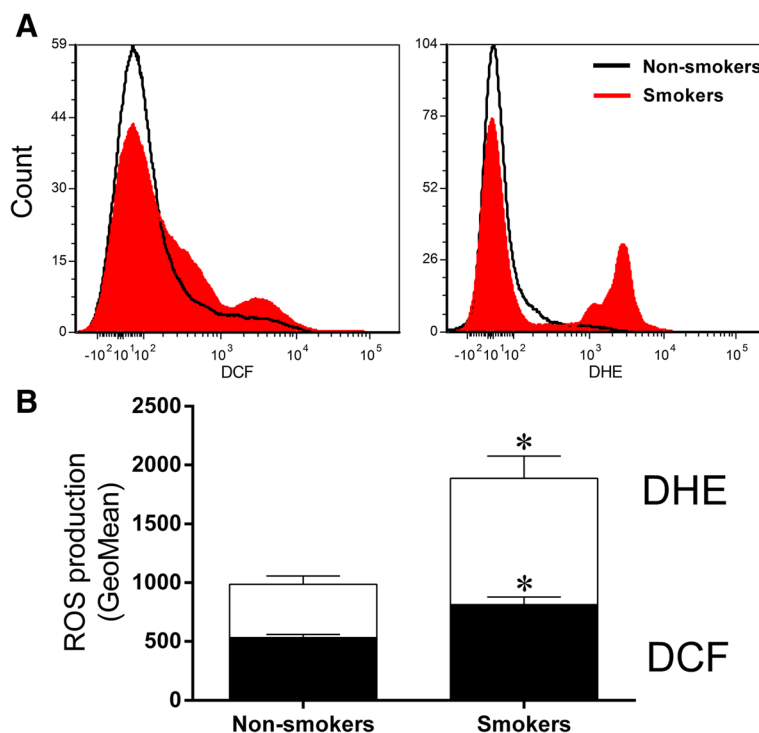 A
59
44
30
15
0
Count
-10² 10¹ 10² 10³ 10⁴ 10⁵
DCF
104
78
52
26
0
Non-smokers
Smokers
-10² 10¹ 10² 10³ 10⁴ 10⁵
DHE
B
2500
2000
1500
1000
500
0
ROS production
(GeoMean)
*
*
DHE
DCF
Non-smokers
Smokers